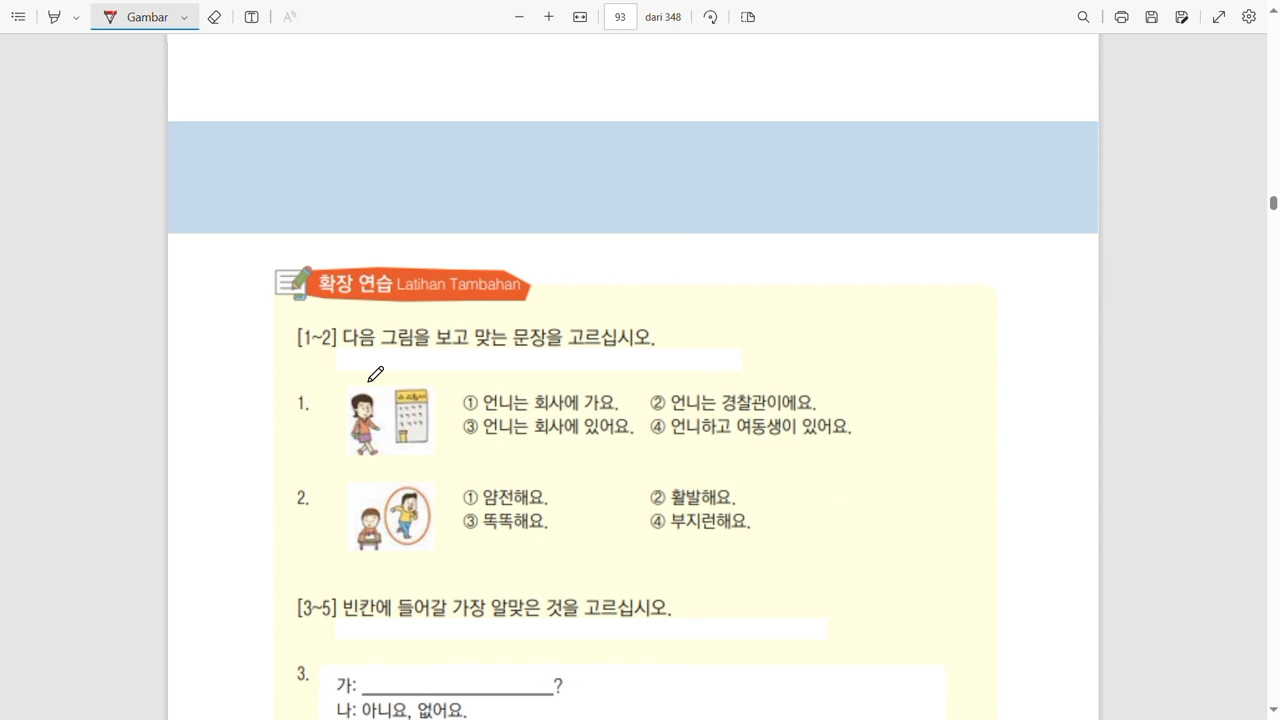 Gambar
93
dari 348
확장 연습 Latihan Tambahan
[1~2] 다음 그림을 보고 맞는 문장을 고르십시오.
1.
① 언니는 회사에 가요. ② 언니는 경찰관이에요.
③ 언니는 회사에 있어요. ④ 언니하고 여동생이 있어요.
2.
① 얌전해요. ② 활발해요.
③ 똑똑해요. ④ 부지런해요.
[3~5] 빈칸에 들어갈 가장 알맞은 것을 고르십시오.
3.
가: ____________________?
나: 아니요, 없어요.